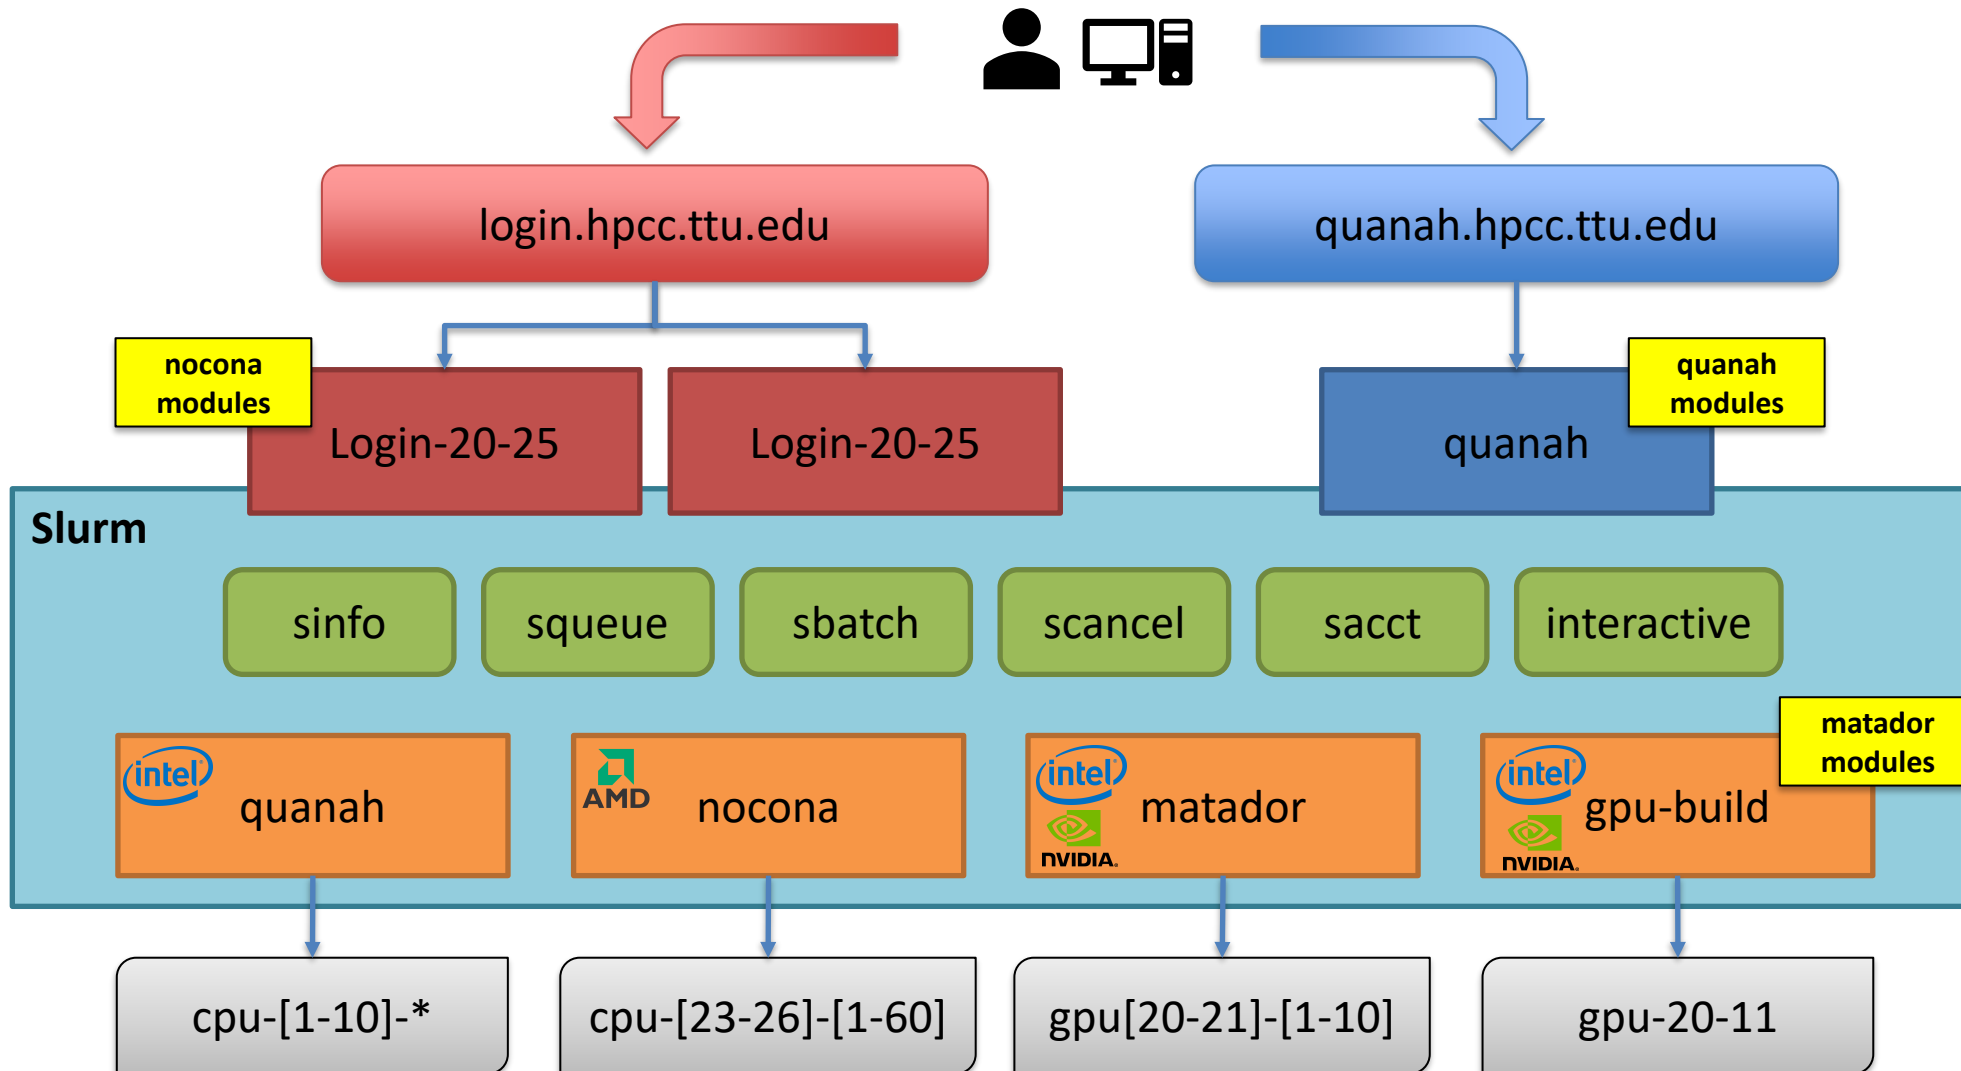 login.hpcc.ttu.edu
quanah.hpcc.ttu.edu
nocona
modules
quanah
modules
Login-20-25
Login-20-25
quanah
Slurm
sinfo
squeue
sbatch
scancel
sacct
interactive
matador
modules
intel
quanah
AMD
nocona
intel
nVIDIA.
matador
intel
nVIDIA.
gpu-build
cpu-[1-10]-*
cpu-[23-26]-[1-60]
gpu[20-21]-[1-10]
gpu-20-11